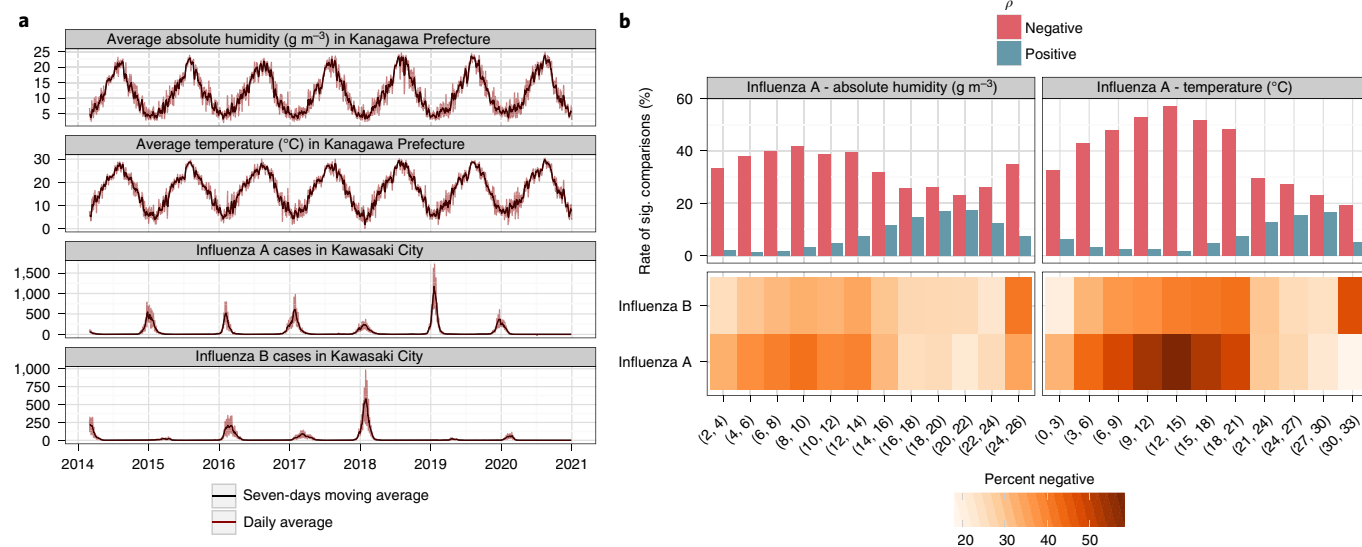 a
Average absolute humidity (g m⁻³) in Kanagawa Prefecture
25
20
15
10
5
Average temperature (°C) in Kanagawa Prefecture
30
20
10
0
Influenza A cases in Kawasaki City
1,500
1,000
500
0
Influenza B cases in Kawasaki City
1,000
750
500
250
0
2014 2015 2016 2017 2018 2019 2020 2021
Seven-days moving average
Daily average
b
ρ
Negative
Positive
Influenza A - absolute humidity (g m⁻³)
Influenza A - temperature (°C)
Rate of sig. comparisons (%)
60
40
20
0
Influenza B
Influenza A
(2, 4) (4, 6) (6, 8) (8, 10) (10, 12) (12, 14) (14, 16) (16, 18) (18, 20) (20, 22) (22, 24) (24, 26)
(0, 3) (3, 6) (6, 9) (9, 12) (12, 15) (15, 18) (18, 21) (21, 24) (24, 27) (27, 30) (30, 33)
Percent negative
20 30 40 50